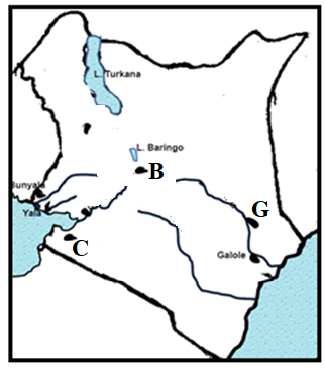 L. Turkana
L. Baringo
B
Bunyala
Yala
G
C
Galole